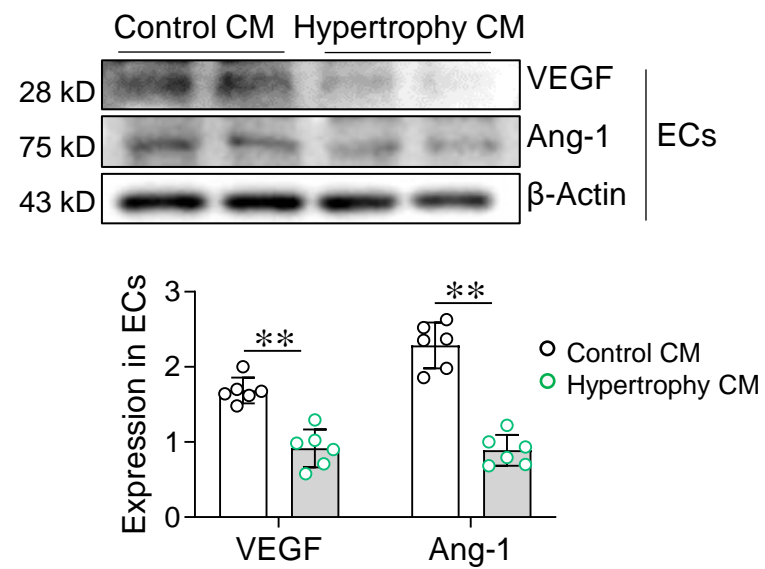 Control CM Hypertrophy CM
28 kD VEGF
75 kD Ang-1 ECs
43 kD β-Actin
Expression in ECs
3
2
1
0
** **
VEGF Ang-1
Control CM
Hypertrophy CM